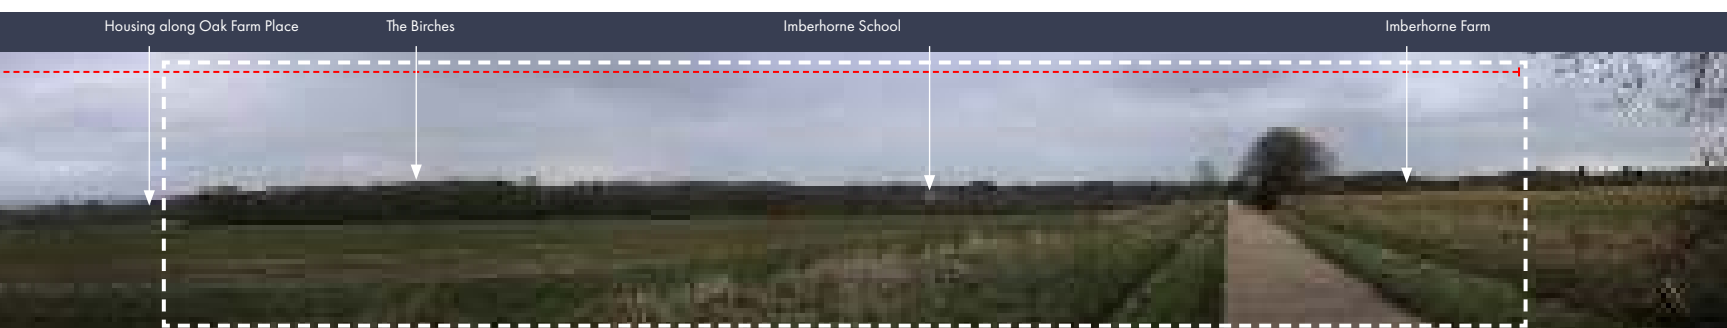 Housing along Oak Farm Place
The Birches
Imberhorne School
Imberhorne Farm